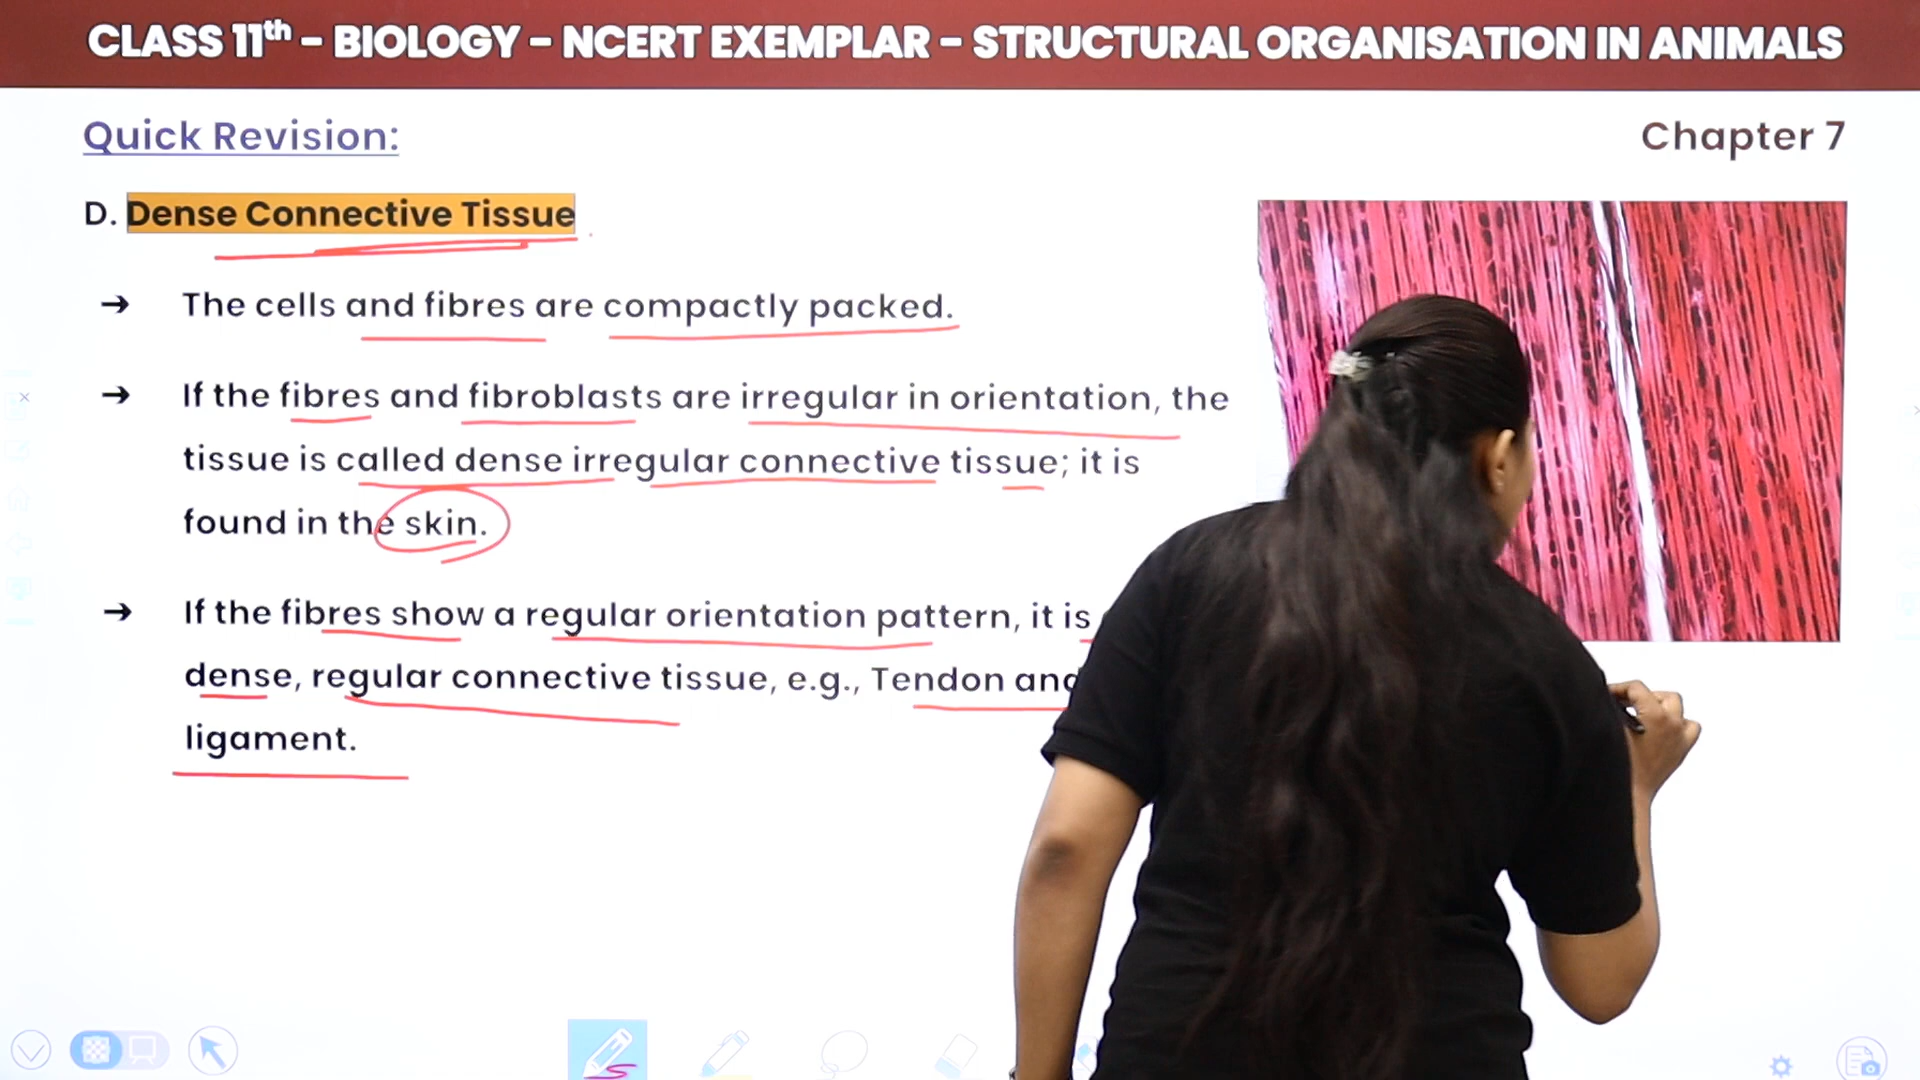 CLASS 11th - BIOLOGY - NCERT EXEMPLAR - STRUCTURAL ORGANISATION IN ANIMALS
Quick Revision:
Chapter 7
D. Dense Connective Tissue
→ The cells and fibres are compactly packed.
→ If the fibres and fibroblasts are irregular in orientation, the
tissue is called dense irregular connective tissue; it is
found in the skin.
→ If the fibres show a regular orientation pattern, it is
dense, regular connective tissue, e.g., Tendon and
ligament.